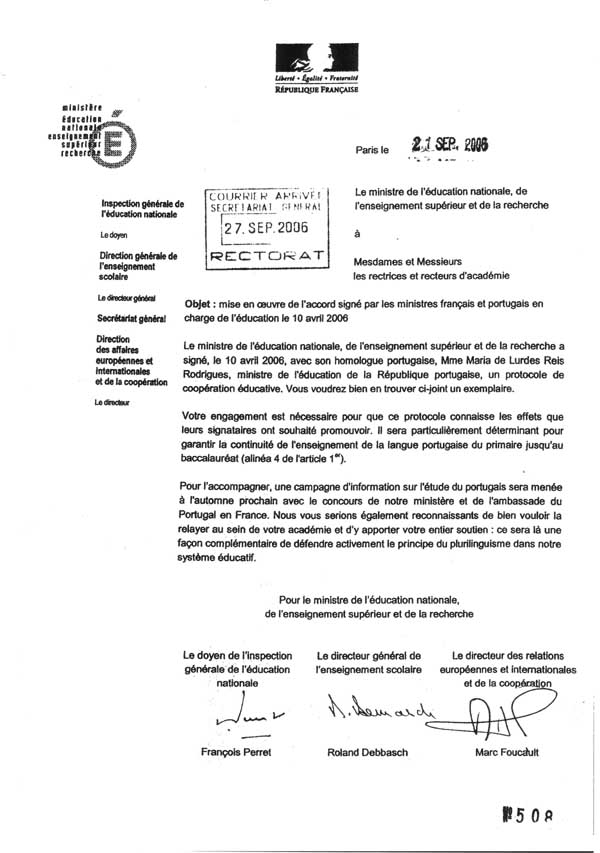 Liberté • Égalité • Fraternité
RÉPUBLIQUE FRANÇAISE
ministère
éducation
nationale
enseignement
supérieur
recherche
É
Paris le
21 SEP. 2006
Inspection générale de
l'éducation nationale
Le doyen
Direction générale de
l'enseignement
scolaire
Le directeur général
Secrétariat général
Direction
des affaires
européennes et
internationales
et de la coopération
Le directeur
COURRIER ARRIVÉ
SECRETARIAT GENERAL
27. SEP. 2006
RECTORAT
Le ministre de l'éducation nationale, de
l'enseignement supérieur et de la recherche
à
Mesdames et Messieurs
les rectrices et recteurs d'académie
Objet : mise en œuvre de l'accord signé par les ministres français et portugais en
charge de l'éducation le 10 avril 2006
Le ministre de l'éducation nationale, de l'enseignement supérieur et de la recherche a
signé, le 10 avril 2006, avec son homologue portugaise, Mme Maria de Lurdes Reis
Rodrigues, ministre de l'éducation de la République portugaise, un protocole de
coopération éducative. Vous voudrez bien en trouver ci-joint un exemplaire.
Votre engagement est nécessaire pour que ce protocole connaisse les effets que
leurs signataires ont souhaité promouvoir. Il sera particulièrement déterminant pour
garantir la continuité de l'enseignement de la langue portugaise du primaire jusqu'au
baccalauréat (alinéa 4 de l'article 1er).
Pour l'accompagner, une campagne d'information sur l'étude du portugais sera menée
à l'automne prochain avec le concours de notre ministère et de l'ambassade du
Portugal en France. Nous vous serions également reconnaissants de bien vouloir la
relayer au sein de votre académie et d'y apporter votre entier soutien : ce sera là une
façon complémentaire de défendre activement le principe du plurilinguisme dans notre
système éducatif.
Pour le ministre de l'éducation nationale,
de l'enseignement supérieur et de la recherche
Le doyen de l'inspection
générale de l'éducation
nationale
François Perret
Le directeur général de
l'enseignement scolaire
Roland Debbasch
Le directeur des relations
européennes et internationales
et de la coopération
Marc Foucault
N°508